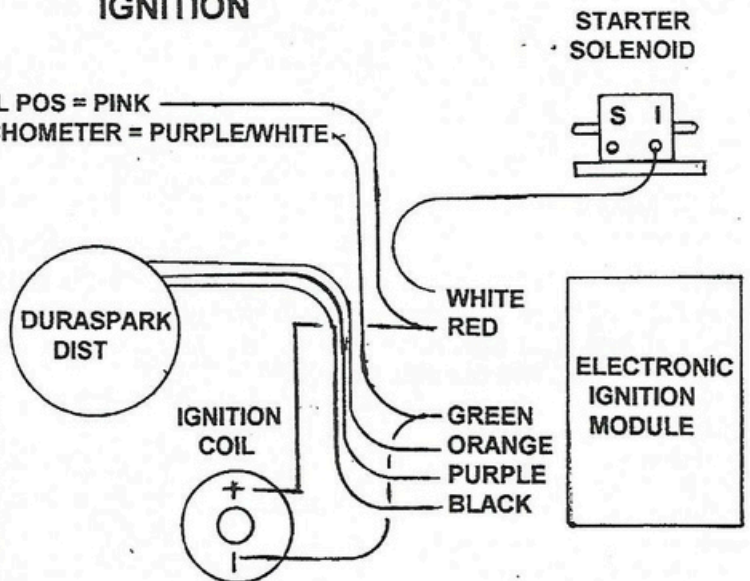 IGNITION
STARTER
SOLENOID
L POS = PINK
CHOMETER = PURPLE/WHITE
S I
DURASPARK
DIST
WHITE
RED
ELECTRONIC
IGNITION
MODULE
IGNITION
COIL
GREEN
ORANGE
PURPLE
BLACK
+
-